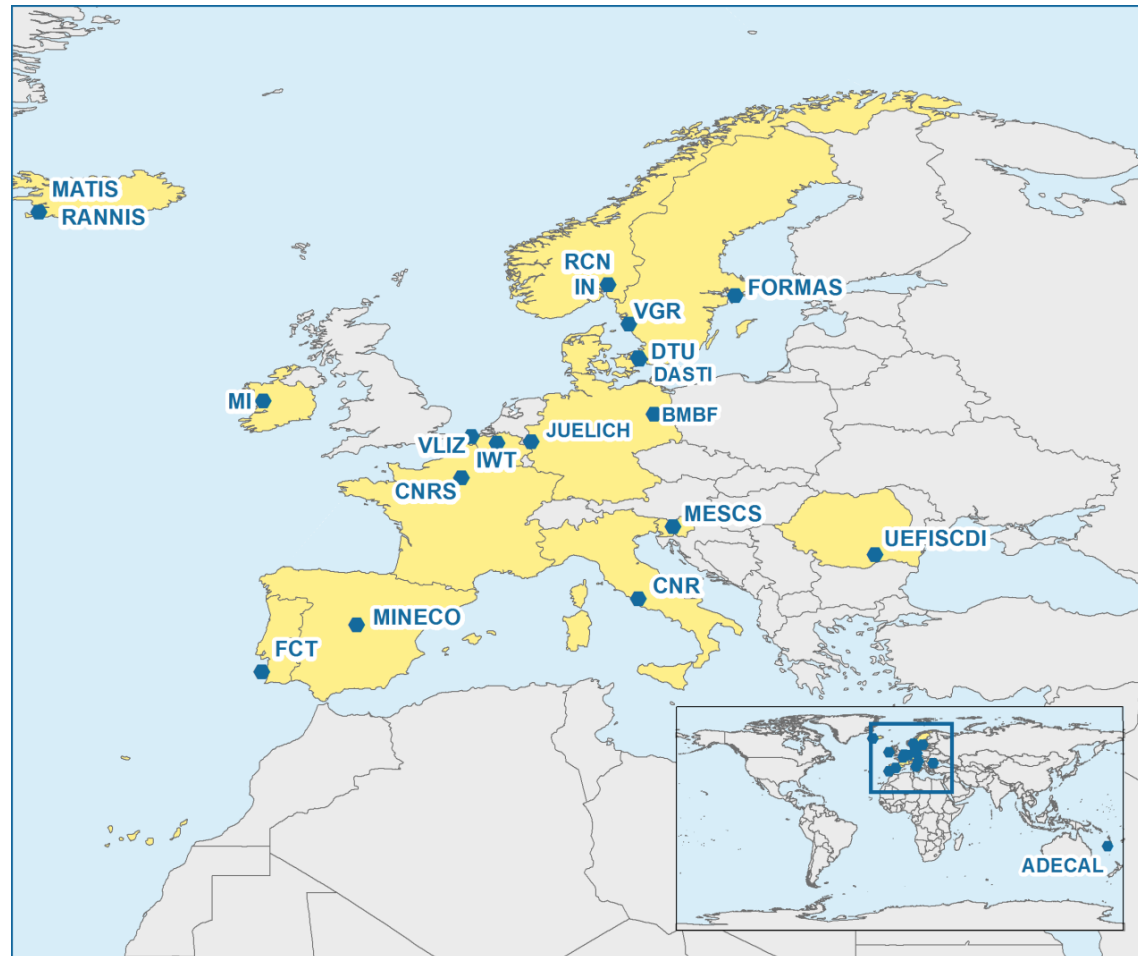 MATIS
RANNIS
RCN
IN
FORMAS
VGR
DTU
DASTI
MI
BMBF
VLIZ
JUELICH
IWT
CNRS
MESCS
UEFISCDI
CNR
MINECO
FCT
ADECAL